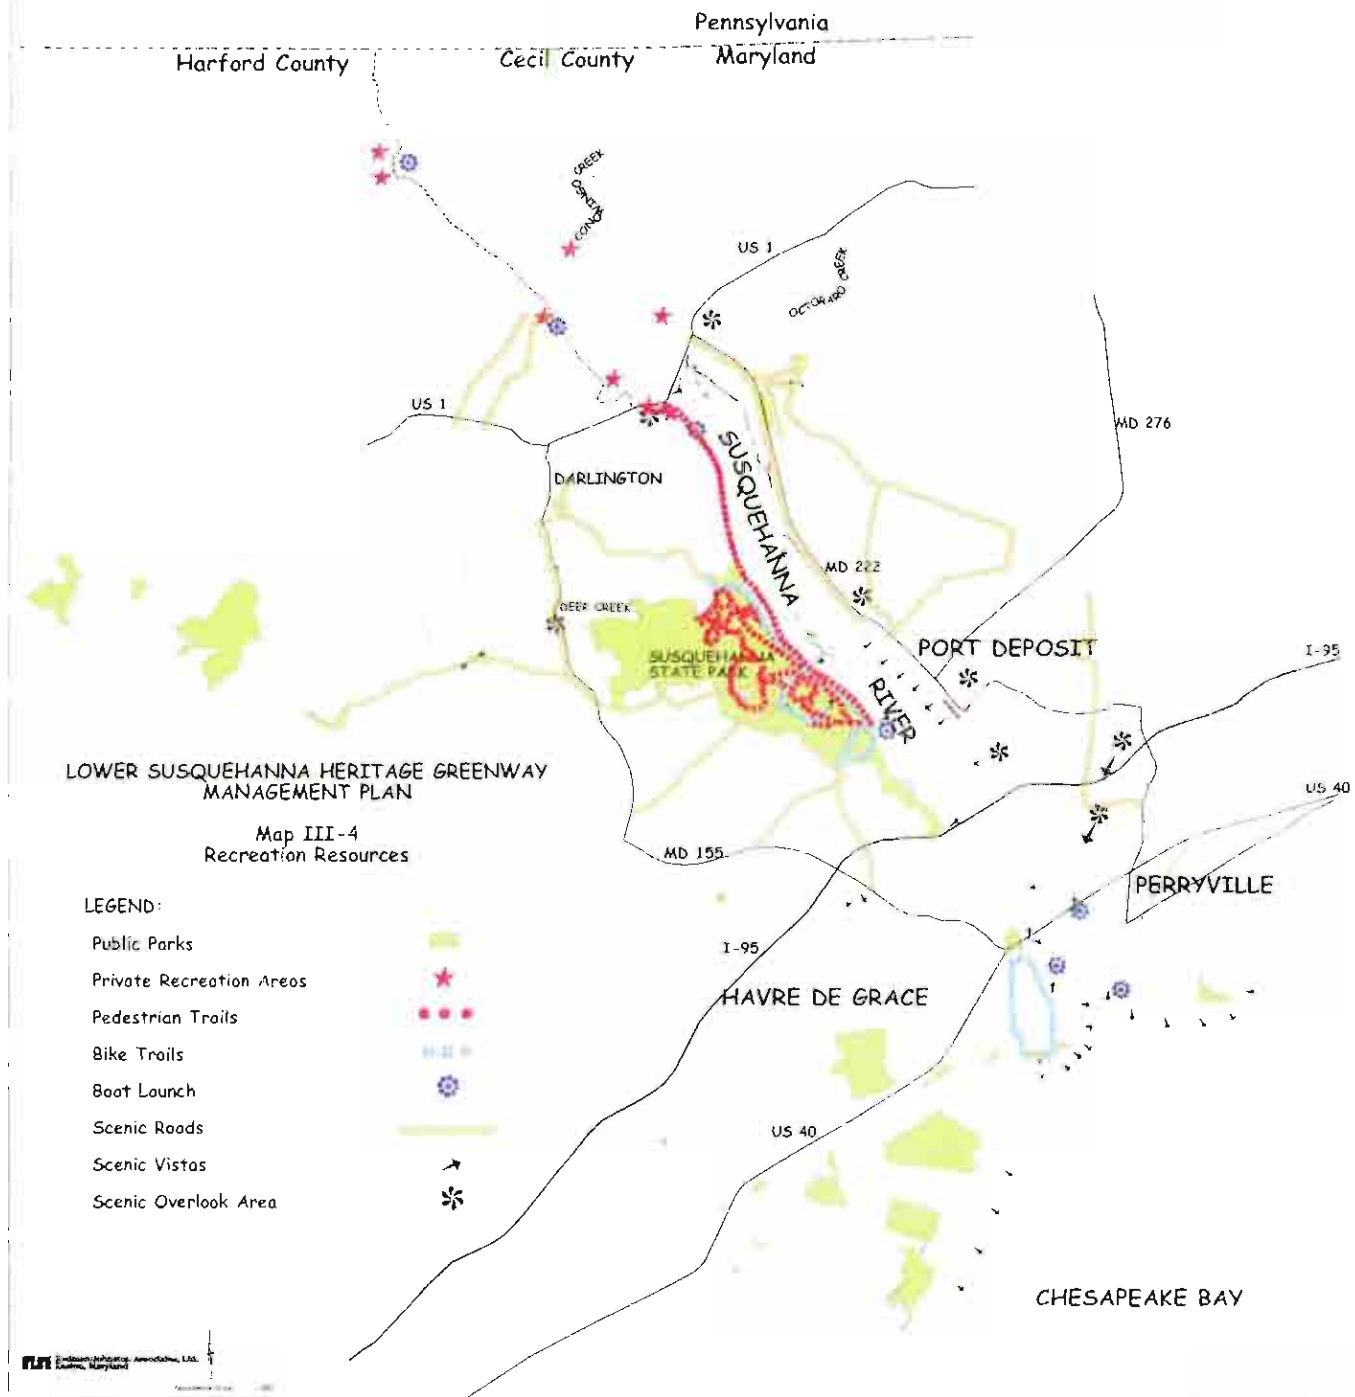 Pennsylvania
Harford County
Cecil County
Maryland
CREEK
CONOWINGO
US 1
OCTORARO CREEK
US 1
MD 276
SUSQUEHANNA
DARLINGTON
MD 222
DEER CREEK
PORT DEPOSIT
I-95
SUSQUEHANNA
STATE PARK
RIVER
LOWER SUSQUEHANNA HERITAGE GREENWAY
MANAGEMENT PLAN
US 40
Map III-4
Recreation Resources
MD 155
PERRYVILLE
LEGEND:
Public Parks
I-95
Private Recreation Areas
HAVRE DE GRACE
Pedestrian Trails
Bike Trails
Boat Launch
Scenic Roads
US 40
Scenic Vistas
Scenic Overlook Area
CHESAPEAKE BAY
Associates, Ltd.
Maryland